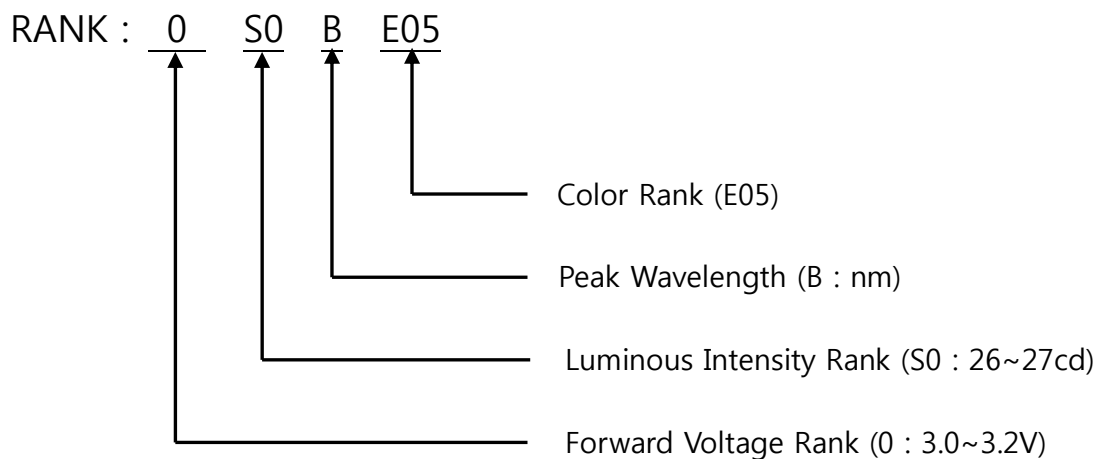 RANK : 0 S0 B E05
Color Rank (E05)
Peak Wavelength (B : nm)
Luminous Intensity Rank (S0 : 26~27cd)
Forward Voltage Rank (0 : 3.0~3.2V)